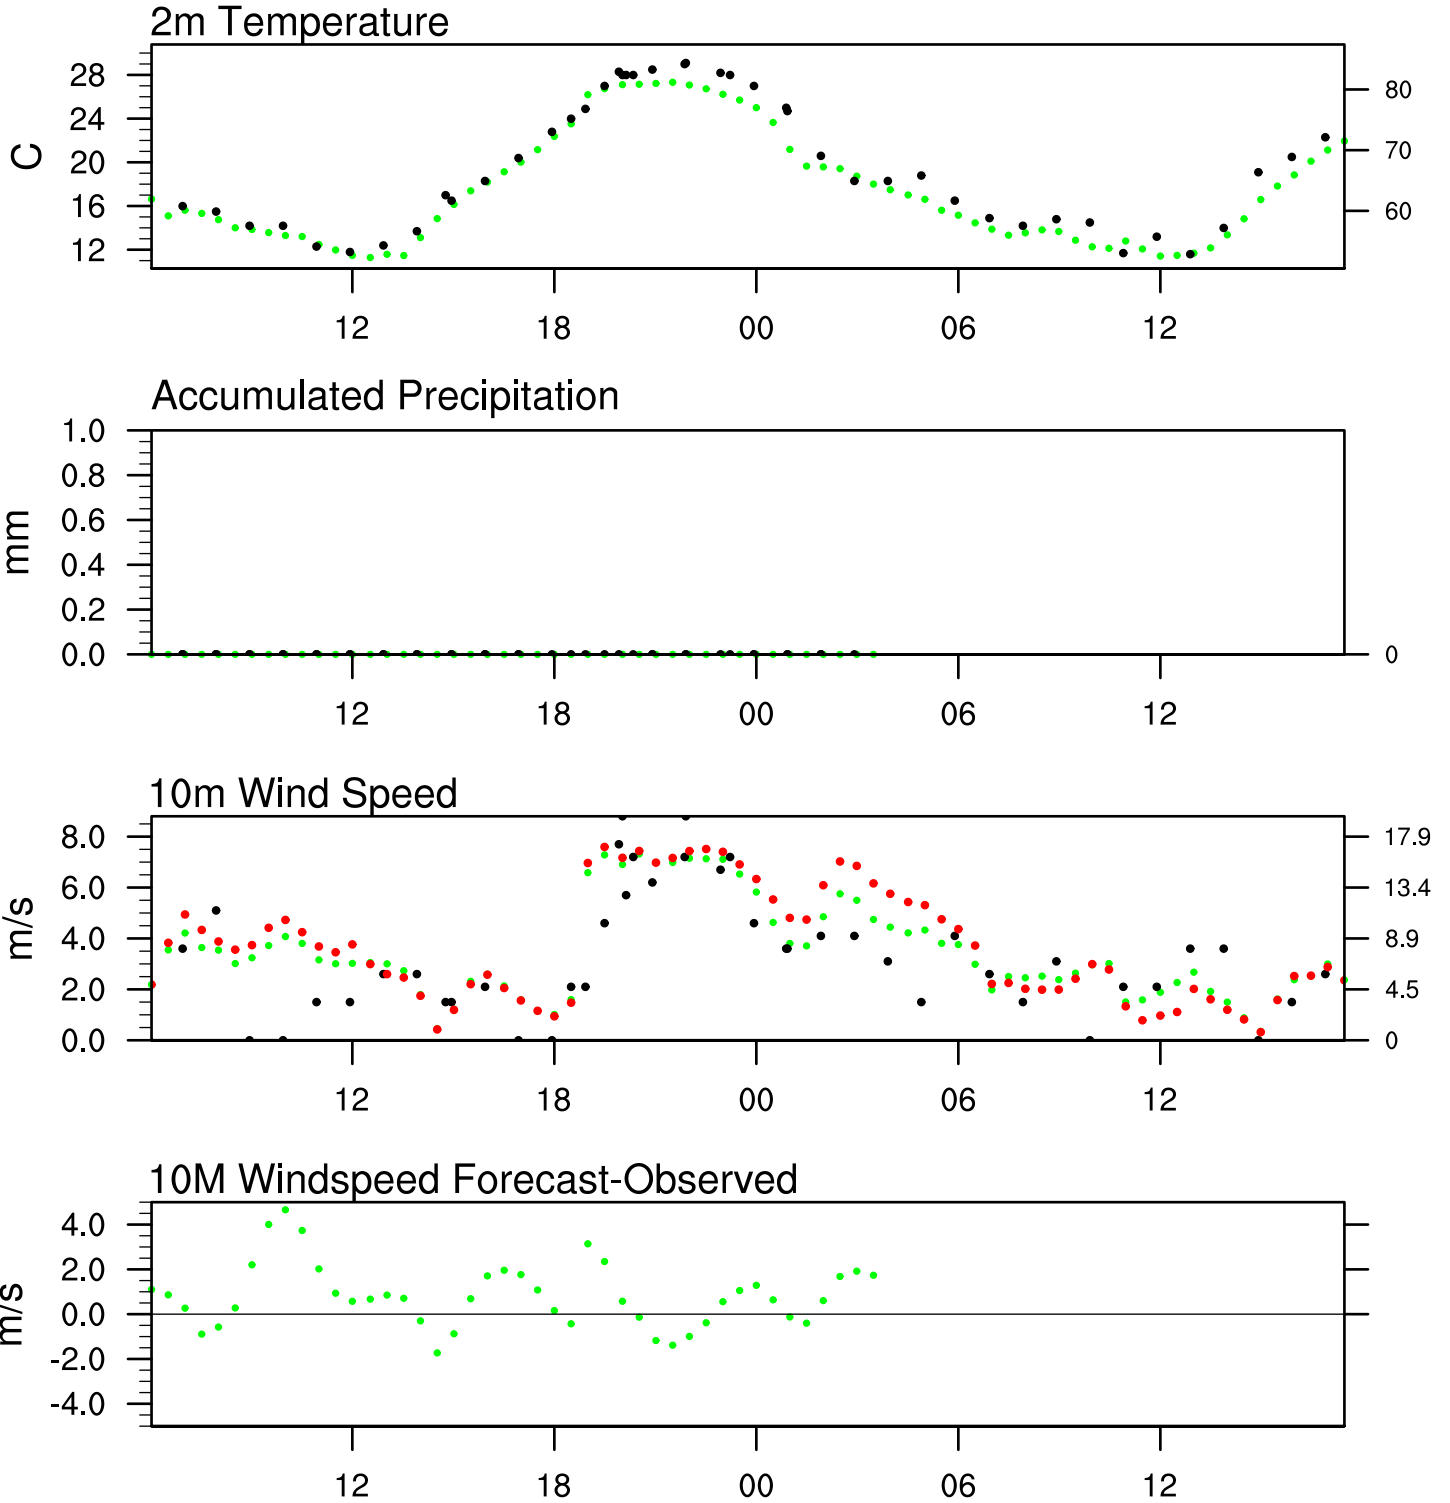 2m Temperature
28
24
20
16
12
C
80
70
60
12 18 00 06 12
Accumulated Precipitation
1.0
0.8
0.6
0.4
0.2
0.0
mm
0
12 18 00 06 12
10m Wind Speed
8.0
6.0
4.0
2.0
0.0
m/s
17.9
13.4
8.9
4.5
0
12 18 00 06 12
10M Windspeed Forecast-Observed
4.0
2.0
0.0
-2.0
-4.0
m/s
12 18 00 06 12